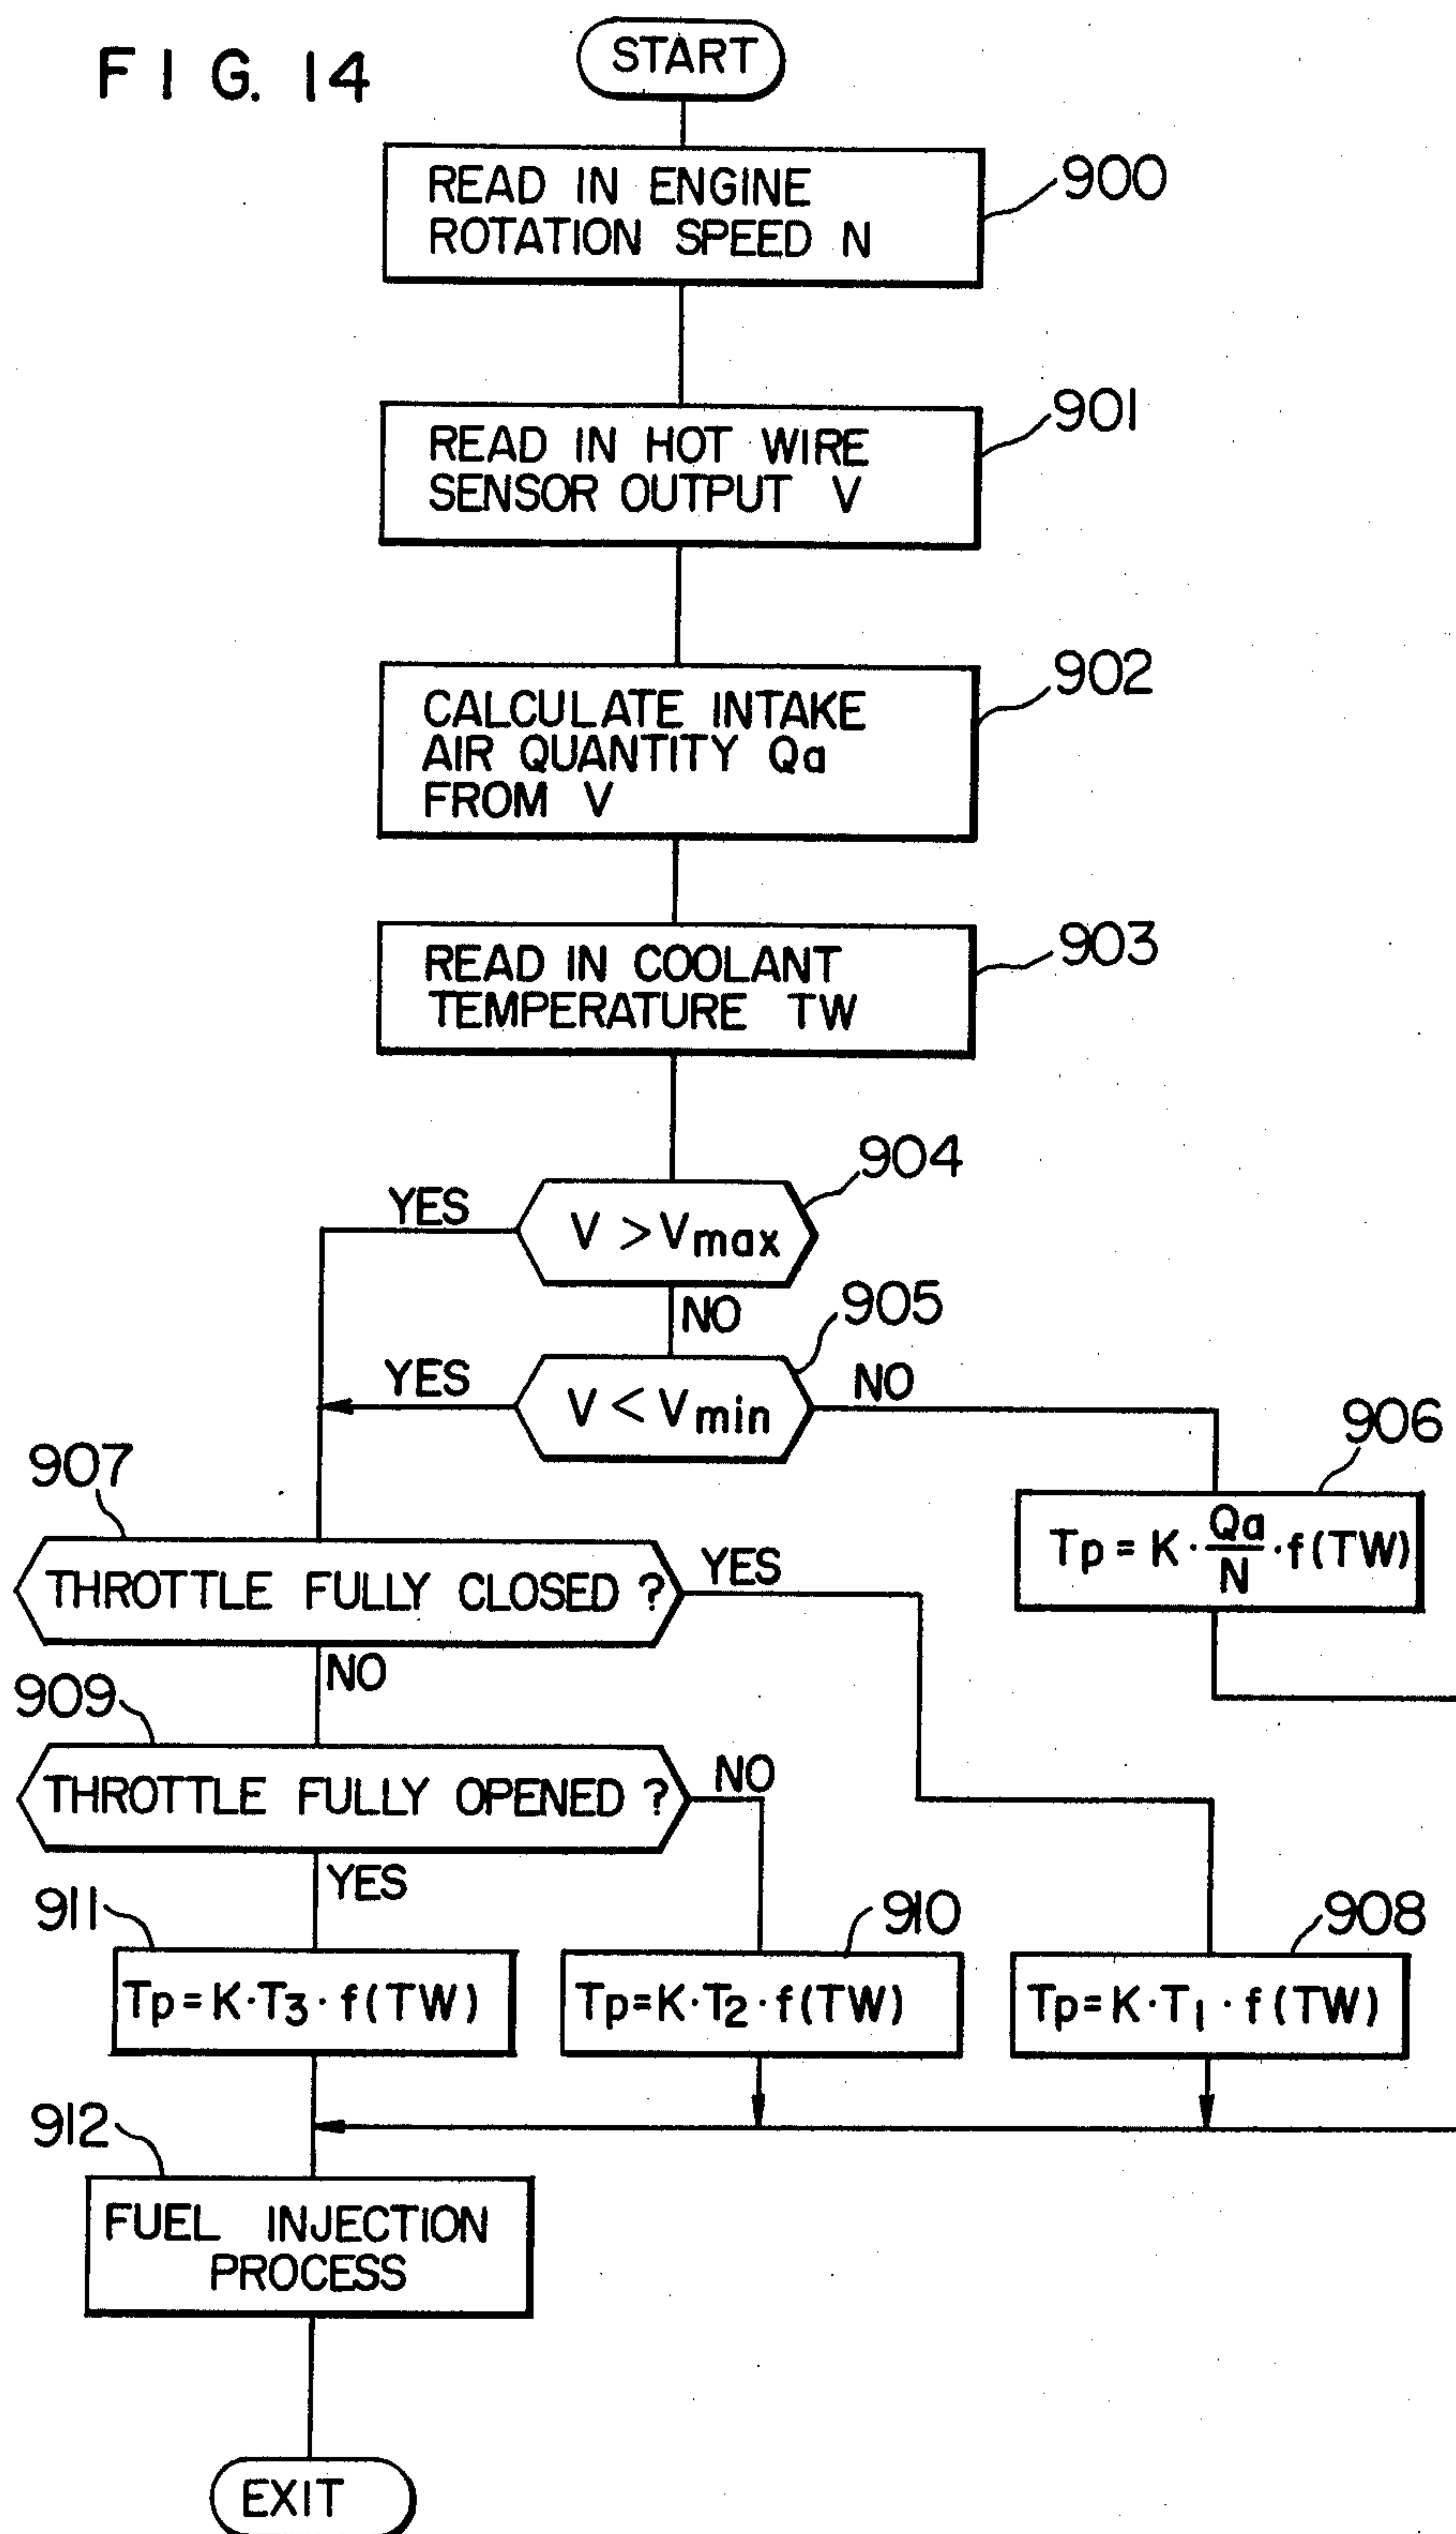 FIG. 14
START
READ IN ENGINE
ROTATION SPEED N
900
READ IN HOT WIRE
SENSOR OUTPUT V
901
CALCULATE INTAKE
AIR QUANTITY Qa
FROM V
902
READ IN COOLANT
TEMPERATURE TW
903
904
YES
V > Vmax
NO
905
YES
V < Vmin
NO
906
Tp = K · Qa/N · f(TW)
907
THROTTLE FULLY CLOSED ?
YES
NO
909
THROTTLE FULLY OPENED ?
NO
YES
911
910
908
Tp = K · T3 · f(TW)
Tp = K · T2 · f(TW)
Tp = K · T1 · f(TW)
912
FUEL INJECTION
PROCESS
EXIT